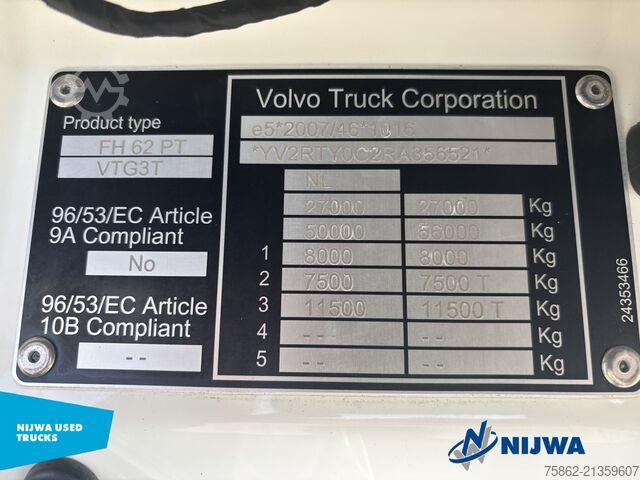 Volvo Truck Corporation
e5*2007/46*1016
*YV2RTY0C2RA356521*
Product type
FH 62 PT
VTG3T
96/53/EC Article
9A Compliant
No
96/53/EC Article
10B Compliant
--
NL
27000 27000 Kg
50000 56000 Kg
1 8000 8000 Kg
2 7500 7500 T Kg
3 11500 11500 T Kg
4 -- -- Kg
5 -- -- Kg
24353466
NIJWA USED
TRUCKS
NIJWA
75862-21359607